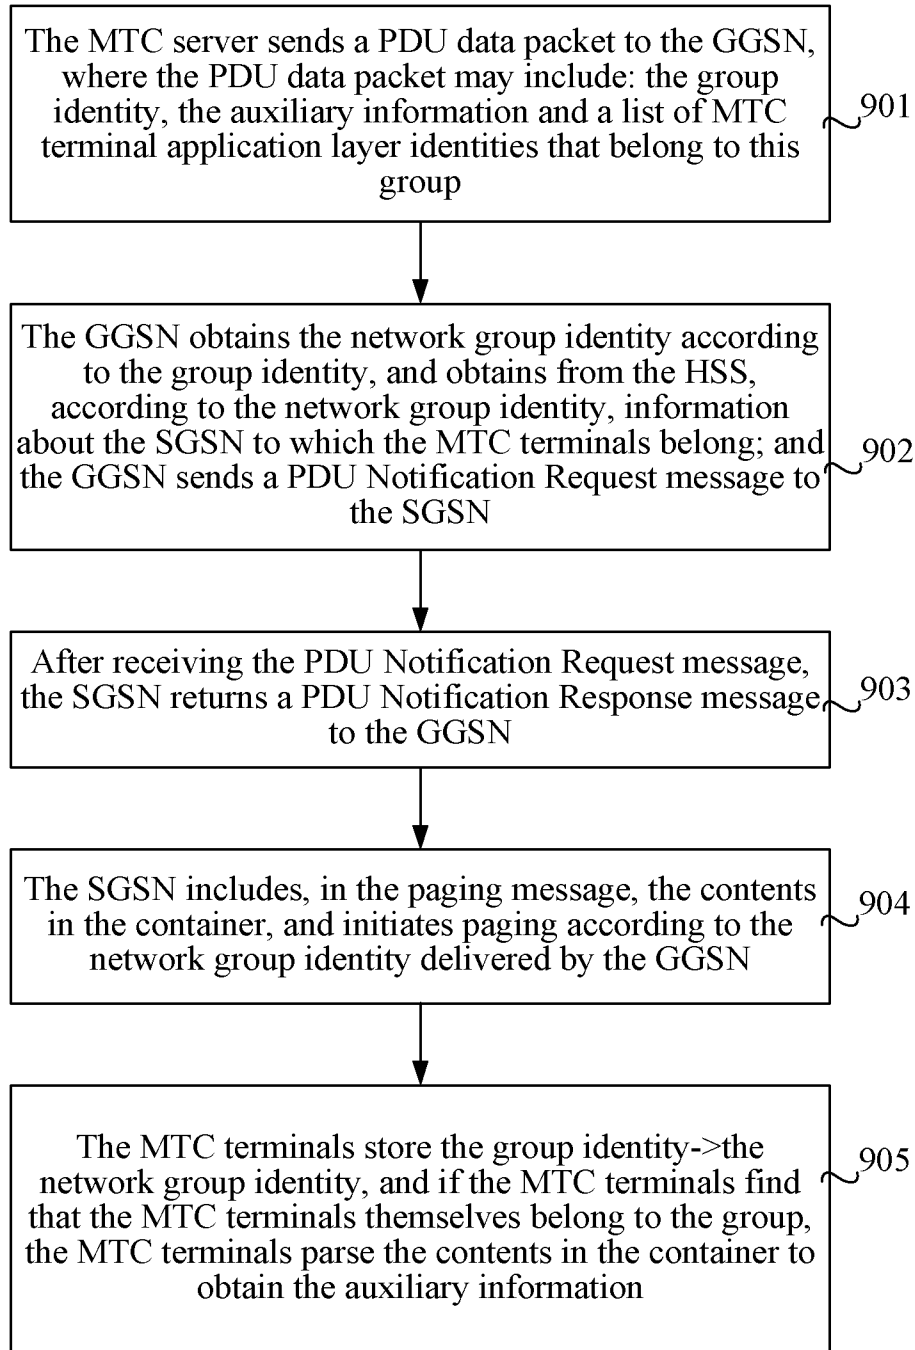 The MTC server sends a PDU data packet to the GGSN,
where the PDU data packet may include: the group
identity, the auxiliary information and a list of MTC
terminal application layer identities that belong to this
group
901
The GGSN obtains the network group identity according
to the group identity, and obtains from the HSS,
according to the network group identity, information
about the SGSN to which the MTC terminals belong; and
the GGSN sends a PDU Notification Request message to
the SGSN
902
After receiving the PDU Notification Request message,
the SGSN returns a PDU Notification Response message
to the GGSN
903
The SGSN includes, in the paging message, the contents
in the container, and initiates paging according to the
network group identity delivered by the GGSN
904
The MTC terminals store the group identity->the
network group identity, and if the MTC terminals find
that the MTC terminals themselves belong to the group,
the MTC terminals parse the contents in the container to
obtain the auxiliary information
905